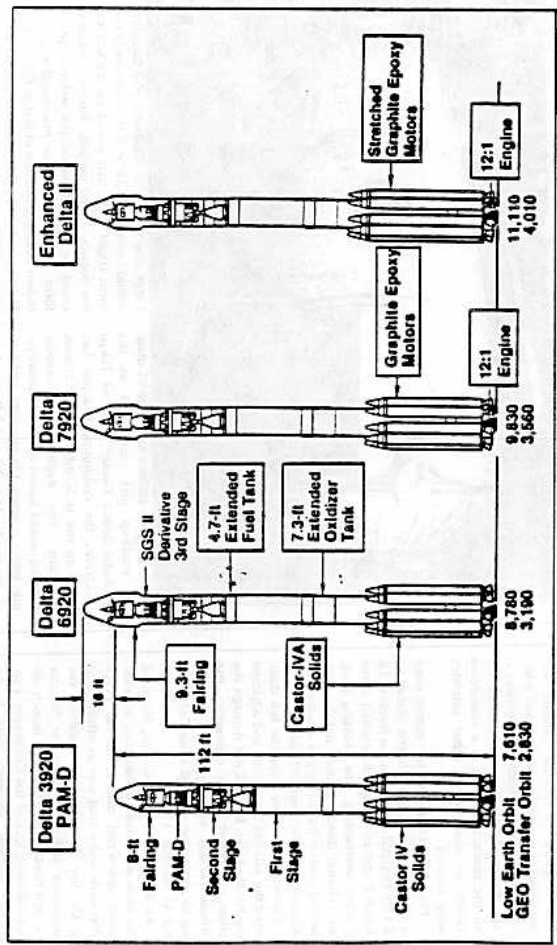 Delta 3920
PAM-D
8-ft
Fairing
PAM-D
Second
Stage
First
Stage
Castor IV
Solids
112 ft
16 ft
Delta
6920
9.3-ft
Fairing
Castor-IVA
Solids
SGS II
Derivative
3rd Stage
4.7-ft
Extended
Fuel Tank
7.3-ft
Extended
Oxidizer
Tank
Delta
7920
Graphite Epoxy
Motors
12:1
Engine
Enhanced
Delta II
Stretched
Graphite Epoxy
Motors
12:1
Engine
Low Earth Orbit 7,610 8,780 9,830 11,110
GEO Transfer Orbit 2,830 3,190 3,560 4,010